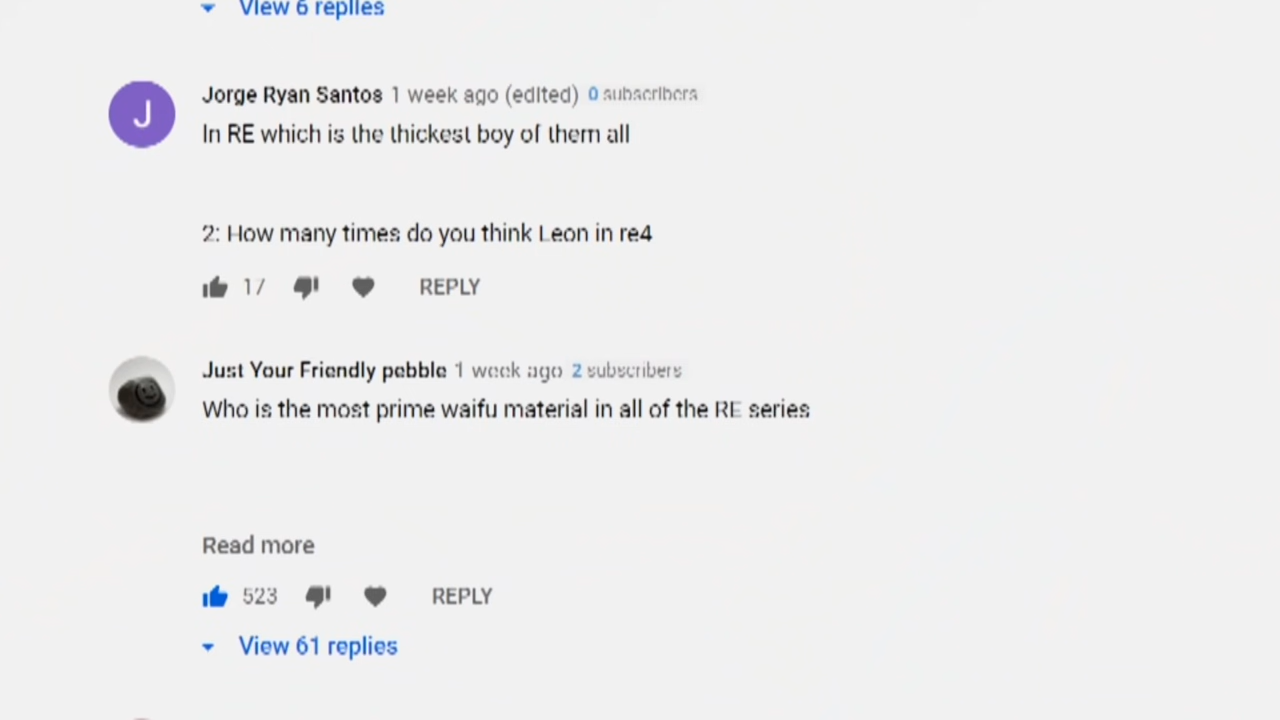 View 6 replies
J
Jorge Ryan Santos 1 week ago (edited) 0 subscribers
In RE which is the thickest boy of them all
2: How many times do you think Leon in re4
17 REPLY
Just Your Friendly pebble 1 week ago 2 subscribers
Who is the most prime waifu material in all of the RE series
Read more
523 REPLY
View 61 replies